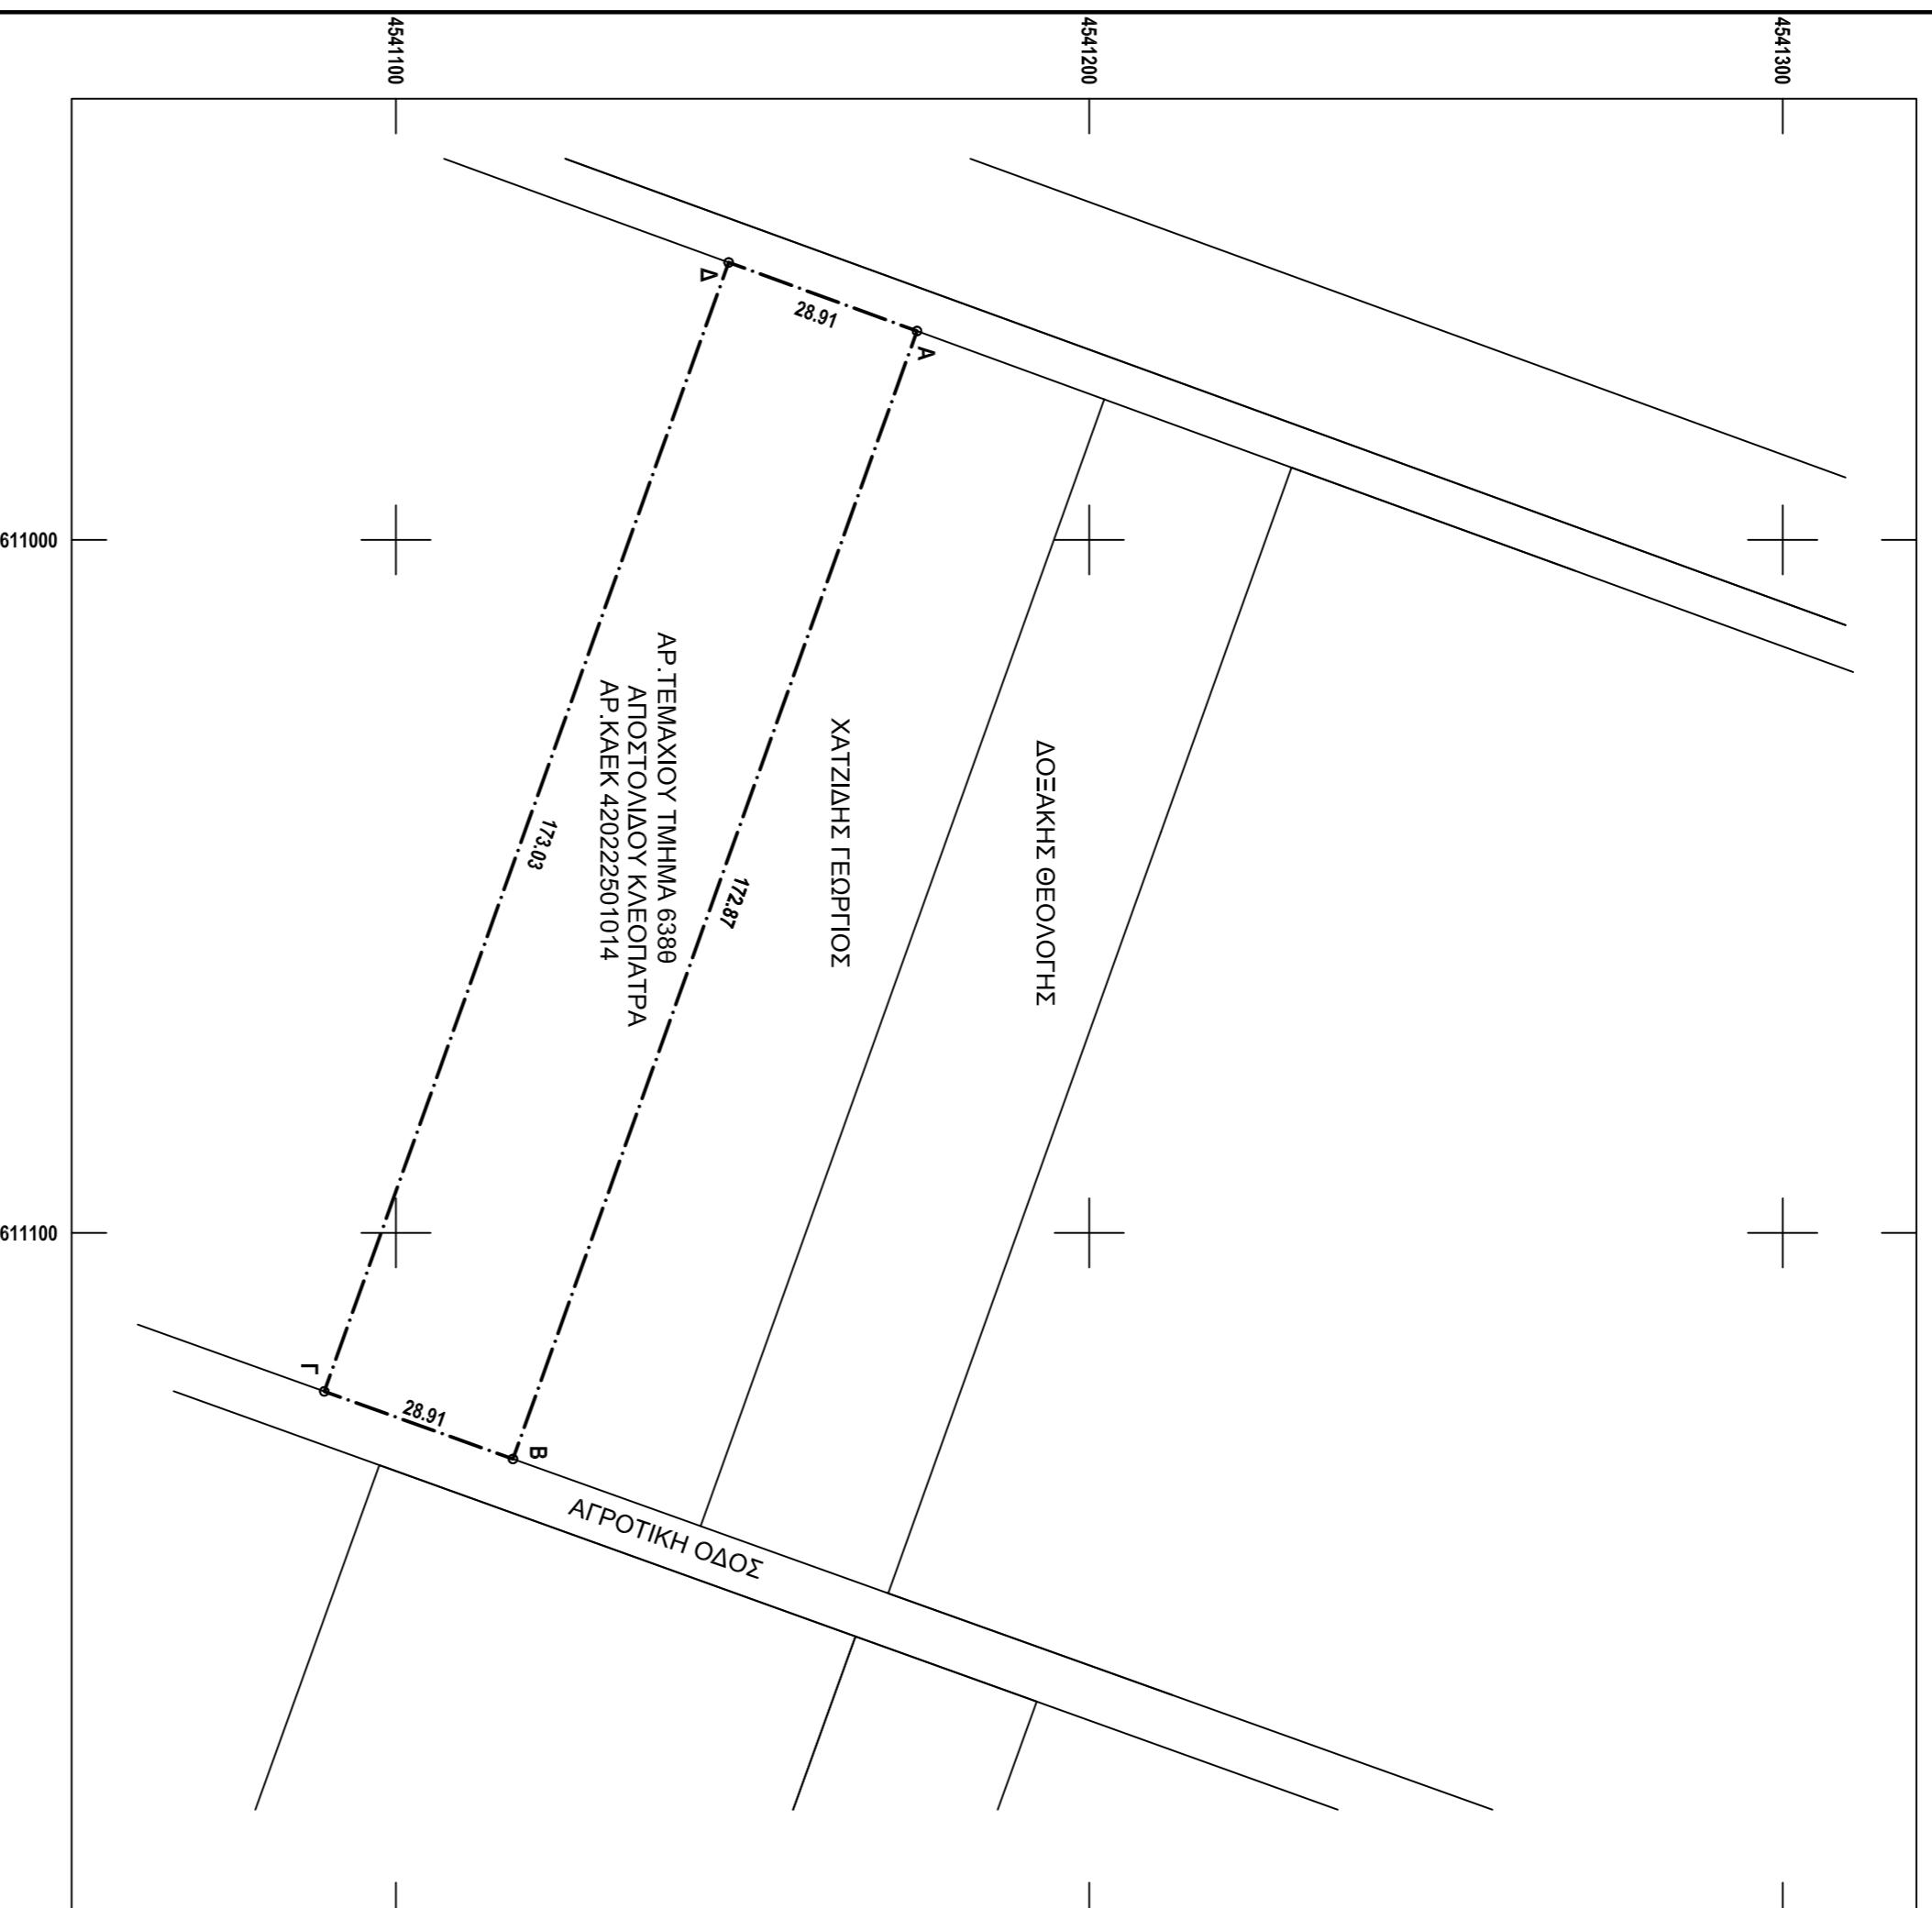 4541100
4541200
4541300
611000
611100
Δ
28.91
Α
ΑΡ.ΤΕΜΑΧΙΟΥ ΤΜΗΜΑ 638θ
ΑΠΟΣΤΟΛΙΔΟΥ ΚΛΕΟΠΑΤΡΑ
ΑΡ.ΚΑΕΚ 420222501014
ΧΑΤΖΙΔΗΣ ΓΕΩΡΓΙΟΣ
ΔΟΞΑΚΗΣ ΘΕΟΛΟΓΗΣ
173.03
172.87
Γ
28.91
Β
ΑΓΡΟΤΙΚΗ ΟΔΟΣ